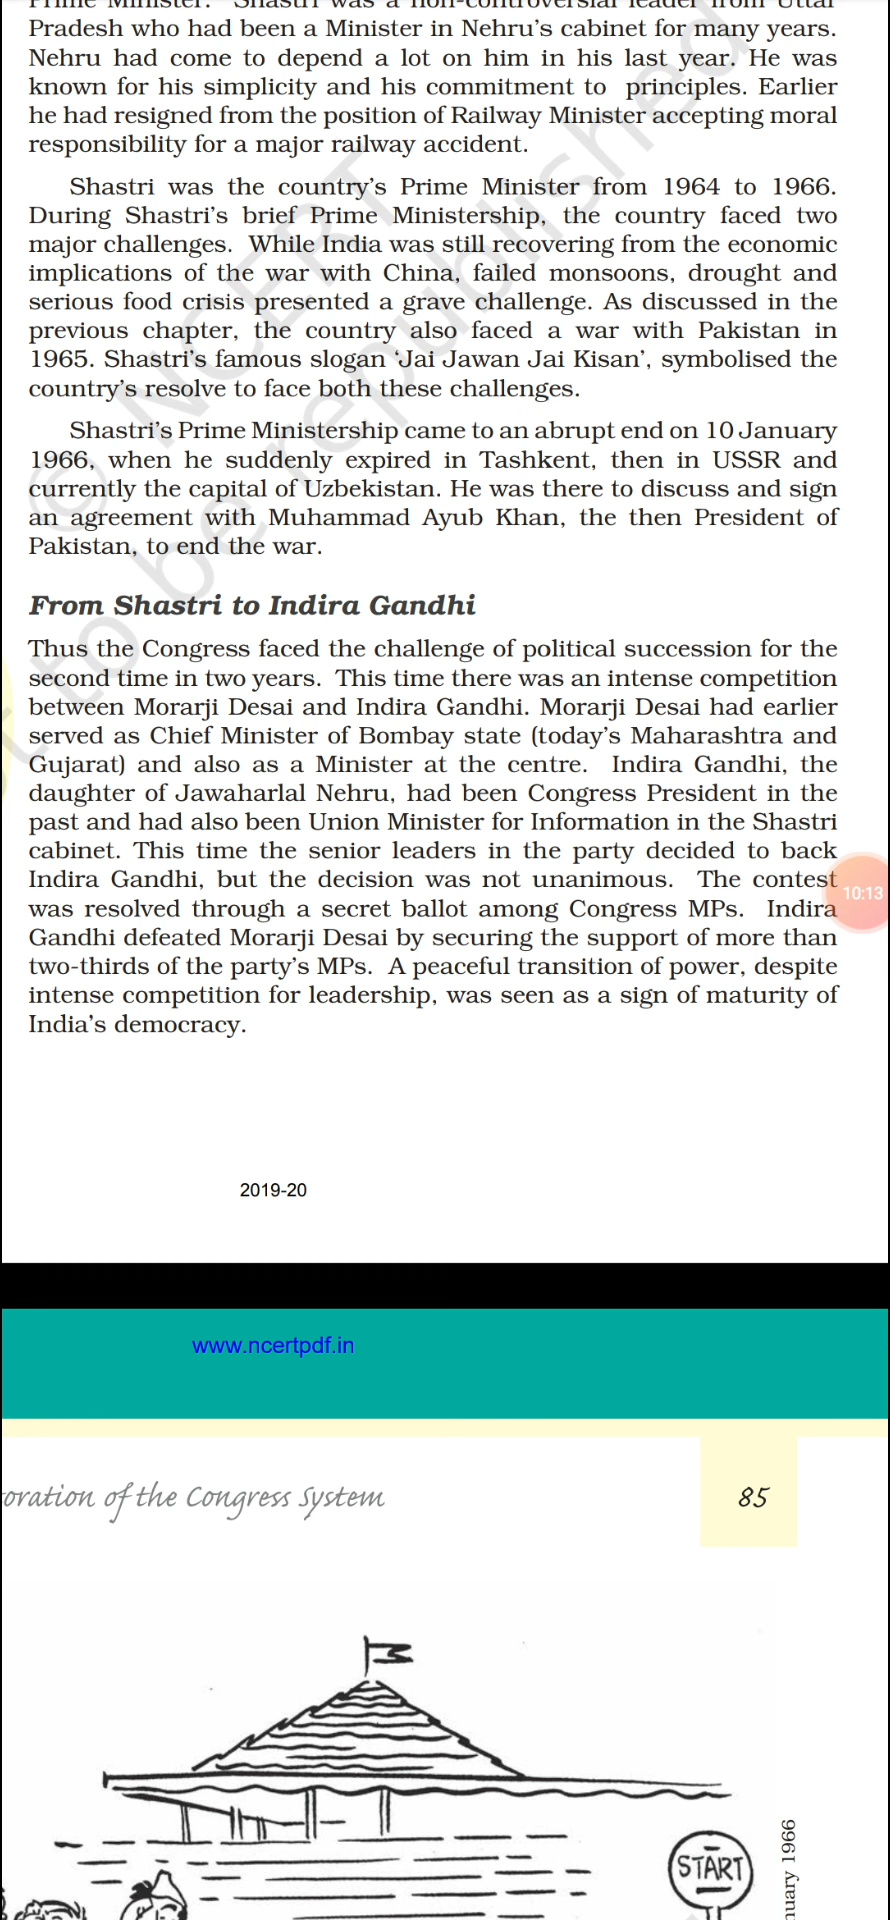 Prime Minister. Shastri was a non-controversial leader from Uttar
Pradesh who had been a Minister in Nehru's cabinet for many years.
Nehru had come to depend a lot on him in his last year. He was
known for his simplicity and his commitment to principles. Earlier
he had resigned from the position of Railway Minister accepting moral
responsibility for a major railway accident.
Shastri was the country's Prime Minister from 1964 to 1966.
During Shastri's brief Prime Ministership, the country faced two
major challenges. While India was still recovering from the economic
implications of the war with China, failed monsoons, drought and
serious food crisis presented a grave challenge. As discussed in the
previous chapter, the country also faced a war with Pakistan in
1965. Shastri's famous slogan ‘Jai Jawan Jai Kisan’, symbolised the
country's resolve to face both these challenges.
Shastri's Prime Ministership came to an abrupt end on 10 January
1966, when he suddenly expired in Tashkent, then in USSR and
currently the capital of Uzbekistan. He was there to discuss and sign
an agreement with Muhammad Ayub Khan, the then President of
Pakistan, to end the war.
From Shastri to Indira Gandhi
Thus the Congress faced the challenge of political succession for the
second time in two years. This time there was an intense competition
between Morarji Desai and Indira Gandhi. Morarji Desai had earlier
served as Chief Minister of Bombay state (today's Maharashtra and
Gujarat) and also as a Minister at the centre. Indira Gandhi, the
daughter of Jawaharlal Nehru, had been Congress President in the
past and had also been Union Minister for Information in the Shastri
cabinet. This time the senior leaders in the party decided to back
Indira Gandhi, but the decision was not unanimous. The contest
was resolved through a secret ballot among Congress MPs. Indira
Gandhi defeated Morarji Desai by securing the support of more than
two-thirds of the party's MPs. A peaceful transition of power, despite
intense competition for leadership, was seen as a sign of maturity of
India's democracy.
© NCERT
to be republished
10:13
2019-20
www.ncertpdf.in
oration of the Congress System
85
START
nuary 1966